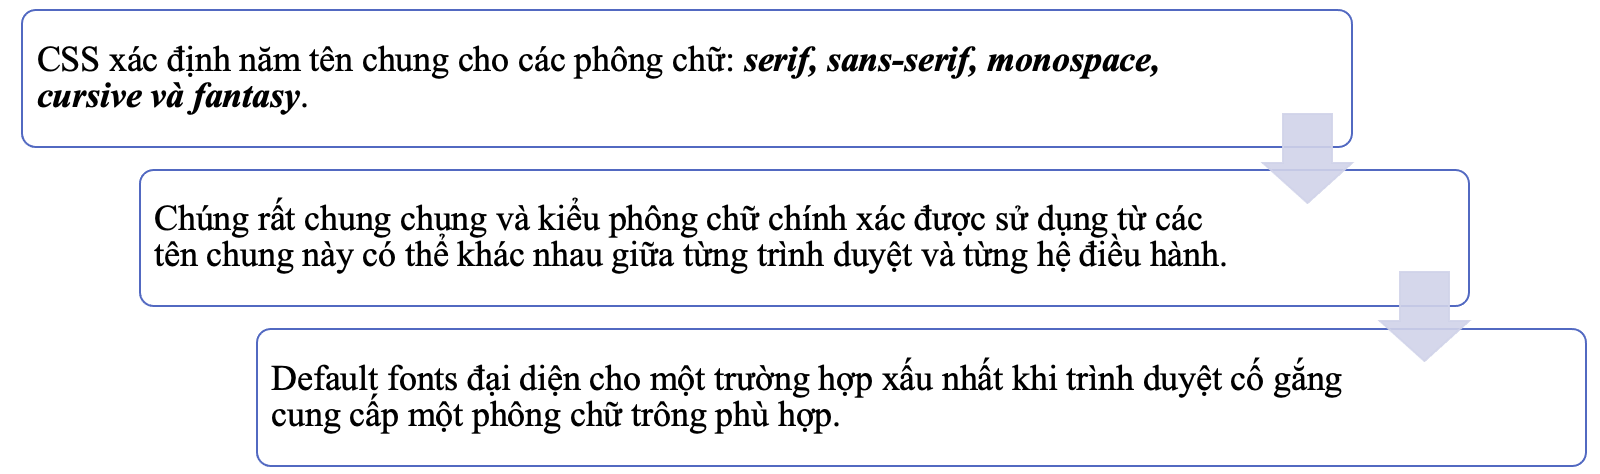 CSS xác định năm tên chung cho các phông chữ: serif, sans-serif, monospace,
cursive và fantasy.
Chúng rất chung chung và kiểu phông chữ chính xác được sử dụng từ các
tên chung này có thể khác nhau giữa từng trình duyệt và từng hệ điều hành.
Default fonts đại diện cho một trường hợp xấu nhất khi trình duyệt cố gắng
cung cấp một phông chữ trông phù hợp.